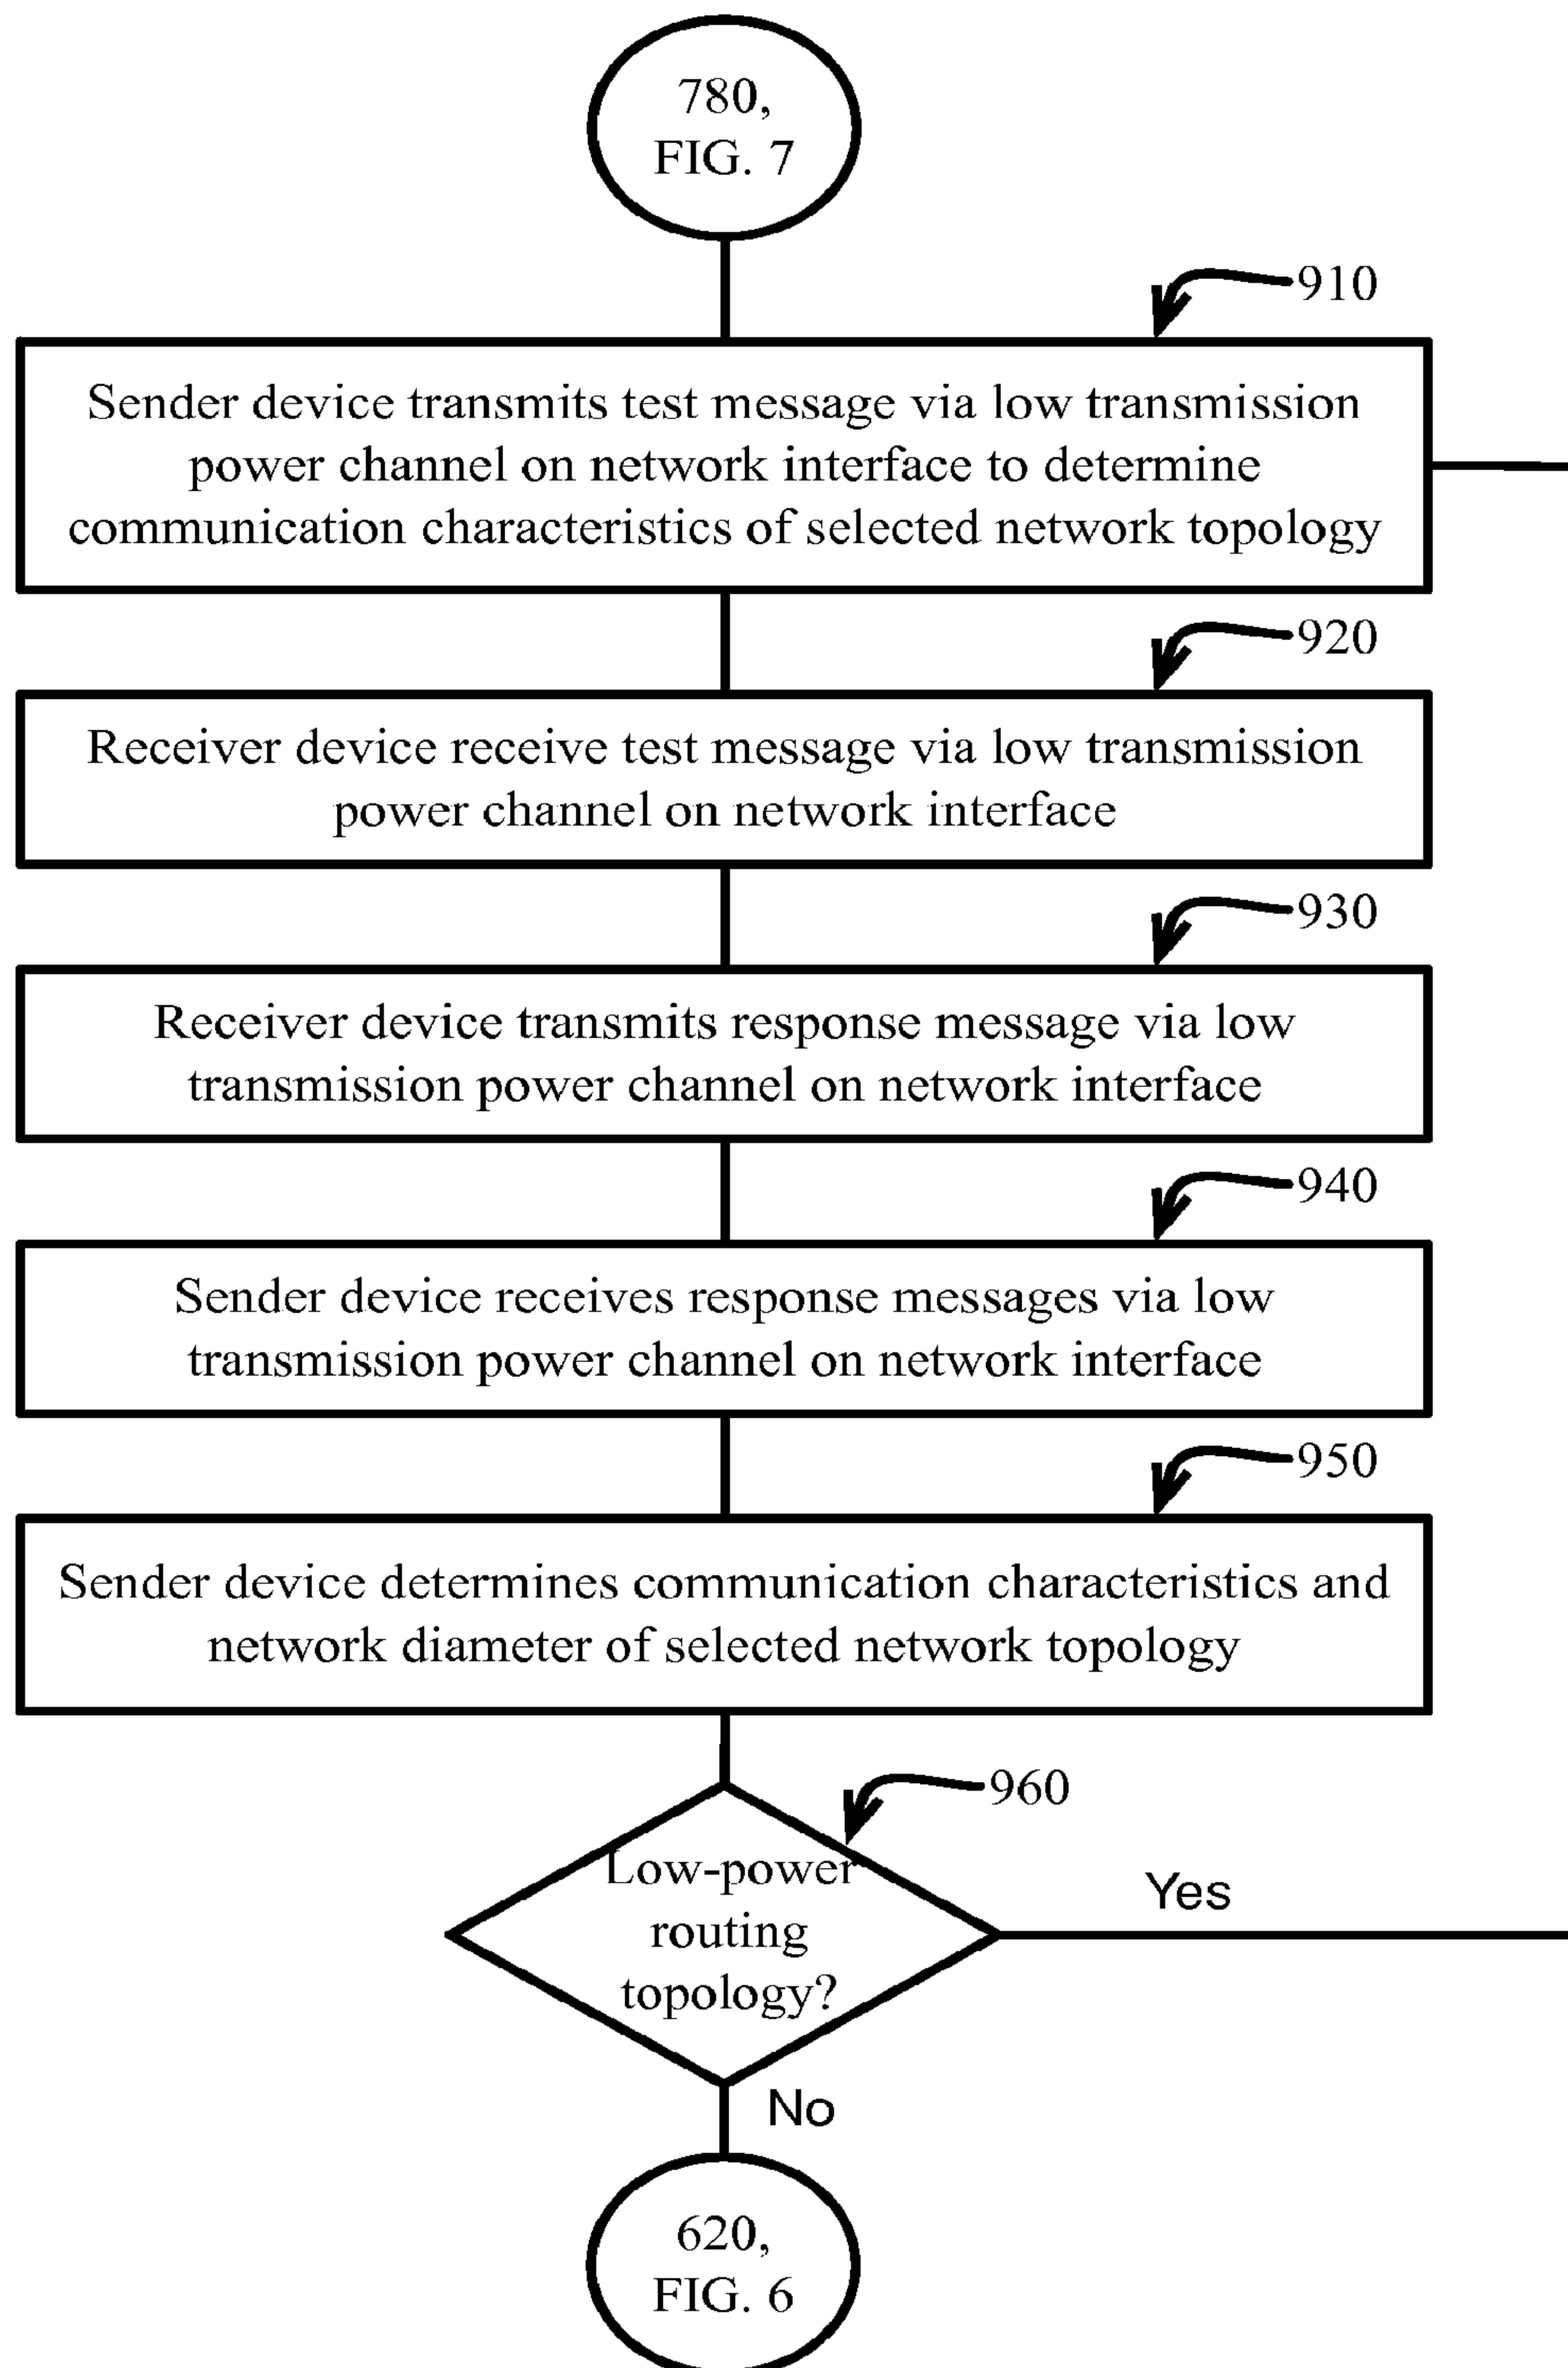 780,
FIG. 7
910
Sender device transmits test message via low transmission
power channel on network interface to determine
communication characteristics of selected network topology
920
Receiver device receive test message via low transmission
power channel on network interface
930
Receiver device transmits response message via low
transmission power channel on network interface
940
Sender device receives response messages via low
transmission power channel on network interface
950
Sender device determines communication characteristics and
network diameter of selected network topology
960
Low-power
routing
topology?
Yes
No
620,
FIG. 6